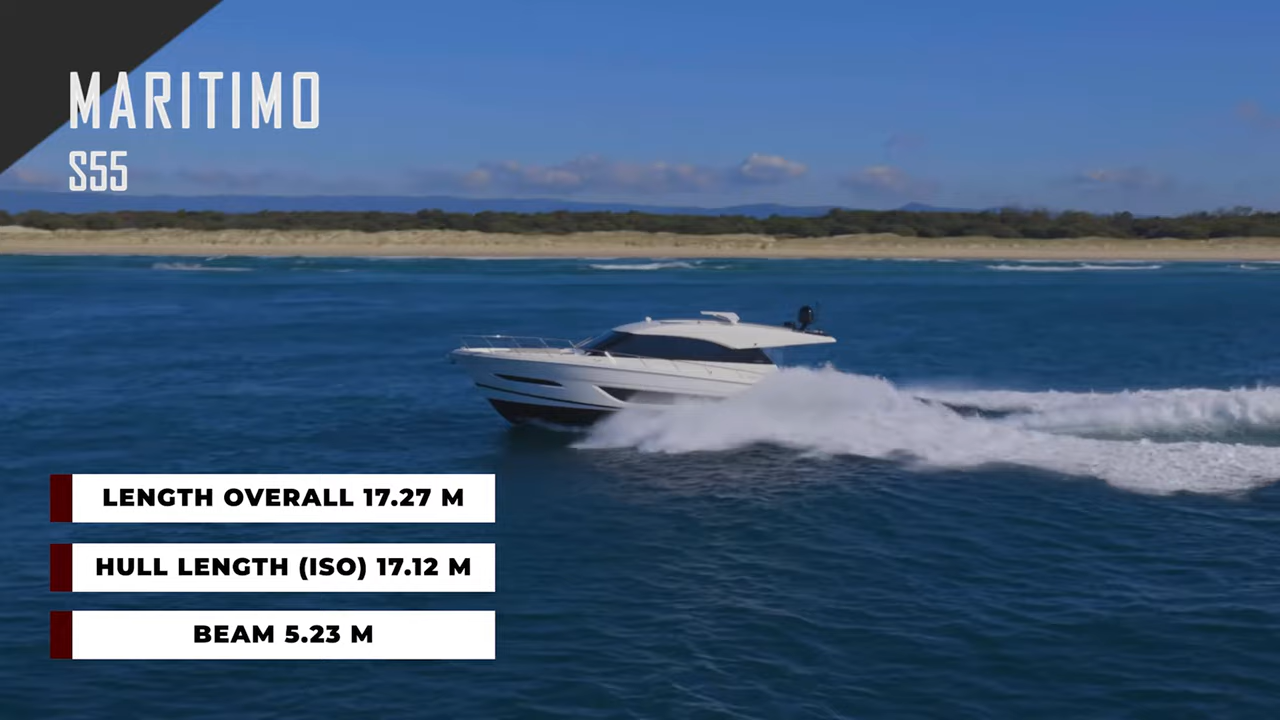 MARITIMO
S55
LENGTH OVERALL 17.27 M
HULL LENGTH (ISO) 17.12 M
BEAM 5.23 M